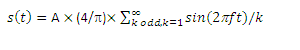 s(t) = A × (4/π) × ∑_{k odd,k=1}^{∞} sin(2πft)/k